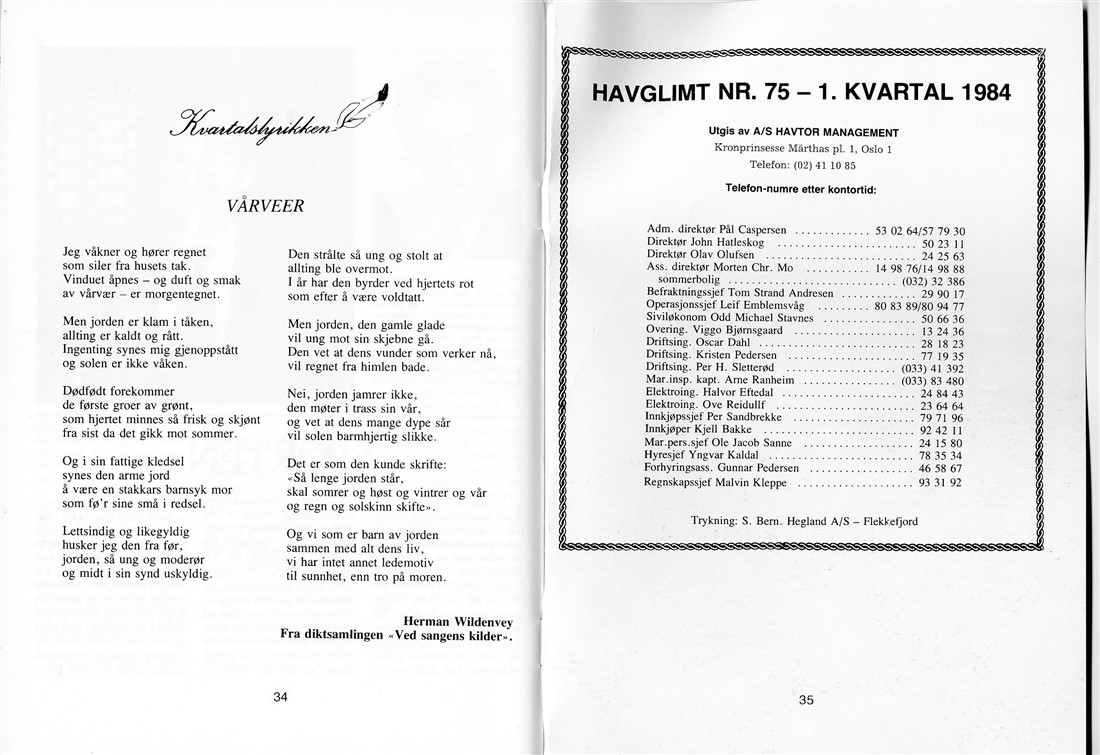 Kvartalslyrikken
VÅRVEER
Jeg våkner og hører regnet
som siler fra husets tak.
Vinduet åpnes – og duft og smak
av vårvær – er morgentegnet.
Men jorden er klam i tåken,
allting er kaldt og rått.
Ingenting synes mig gjenoppstått
og solen er ikke våken.
Dødfødt forekommer
de første groer av grønt,
som hjertet minnes så frisk og skjønt
fra sist da det gikk mot sommer.
Og i sin fattige kledsel
synes den arme jord
å være en stakkars barnsyk mor
som fø'r sine små i redsel.
Lettsindig og likegyldig
husker jeg den fra før,
jorden, så ung og moderør
og midt i sin synd uskyldig.
Den strålte så ung og stolt at
allting ble overmot.
I år har den byrder ved hjertets rot
som efter å være voldtatt.
Men jorden, den gamle glade
vil ung mot sin skjebne gå.
Den vet at dens vunder som verker nå,
vil regnet fra himlen bade.
Nei, jorden jamrer ikke,
den møter i trass sin vår,
og vet at dens mange dype sår
vil solen barmhjertig slikke.
Det er som den kunde skrifte:
«Så lenge jorden står,
skal somrer og høst og vintrer og vår
og regn og solskinn skifte».
Og vi som er barn av jorden
sammen med alt dens liv,
vi har intet annet ledemotiv
til sunnhet, enn tro på moren.
Herman Wildenvey
Fra diktsamlingen «Ved sangens kilder».
34
HAVGLIMT NR. 75 – 1. KVARTAL 1984
Utgis av A/S HAVTOR MANAGEMENT
Kronprinsesse Märthas pl. 1, Oslo 1
Telefon: (02) 41 10 85
Telefon-numre etter kontortid:
Adm. direktør Pål Caspersen ............. 53 02 64/57 79 30
Direktør John Hatleskog ........................ 50 23 11
Direktør Olav Olufsen ......................... 24 25 63
Ass. direktør Morten Chr. Mo ........... 14 98 76/14 98 88
sommerbolig ............................. (032) 32 386
Befraktningssjef Tom Strand Andresen ............. 29 90 17
Operasjonssjef Leif Emblemsvåg ......... 80 83 89/80 94 77
Siviløkonom Odd Michael Stavnes ................ 50 66 36
Overing. Viggo Bjørnsgaard ..................... 13 24 36
Driftsing. Oscar Dahl ......................... 28 18 23
Driftsing. Kristen Pedersen ...................... 77 19 35
Driftsing. Per H. Sletterød ................. (033) 41 392
Mar.insp. kapt. Arne Ranheim ................ (033) 83 480
Elektroing. Halvor Eftedal ...................... 24 84 43
Elektroing. Ove Reidullf ........................ 23 64 64
Innkjøpssjef Per Sandbrekke ...................... 79 71 96
Innkjøper Kjell Bakke .......................... 92 42 11
Mar.pers.sjef Ole Jacob Sanne .................... 24 15 80
Hyresjef Yngvar Kaldal ......................... 78 35 34
Forhyringsass. Gunnar Pedersen .................. 46 58 67
Regnskapssjef Malvin Kleppe .................... 93 31 92
Trykning: S. Bern. Hegland A/S – Flekkefjord
35